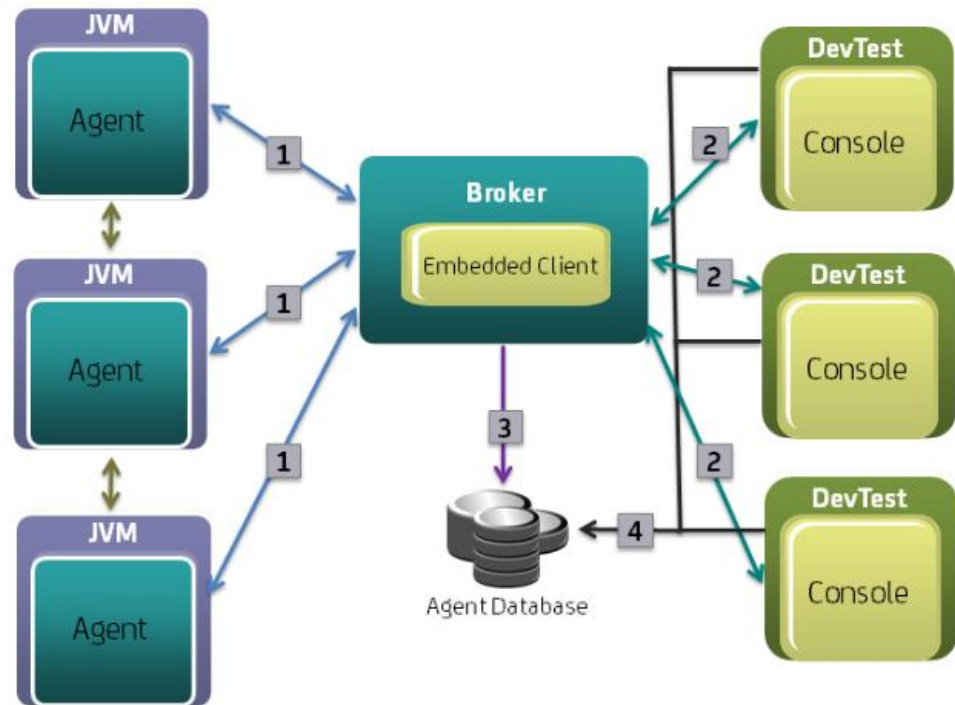 JVM
Agent
1
JVM
Agent
1
JVM
Agent
1
Broker
Embedded Client
3
Agent Database
4
DevTest
Console
2
DevTest
Console
2
DevTest
Console
2